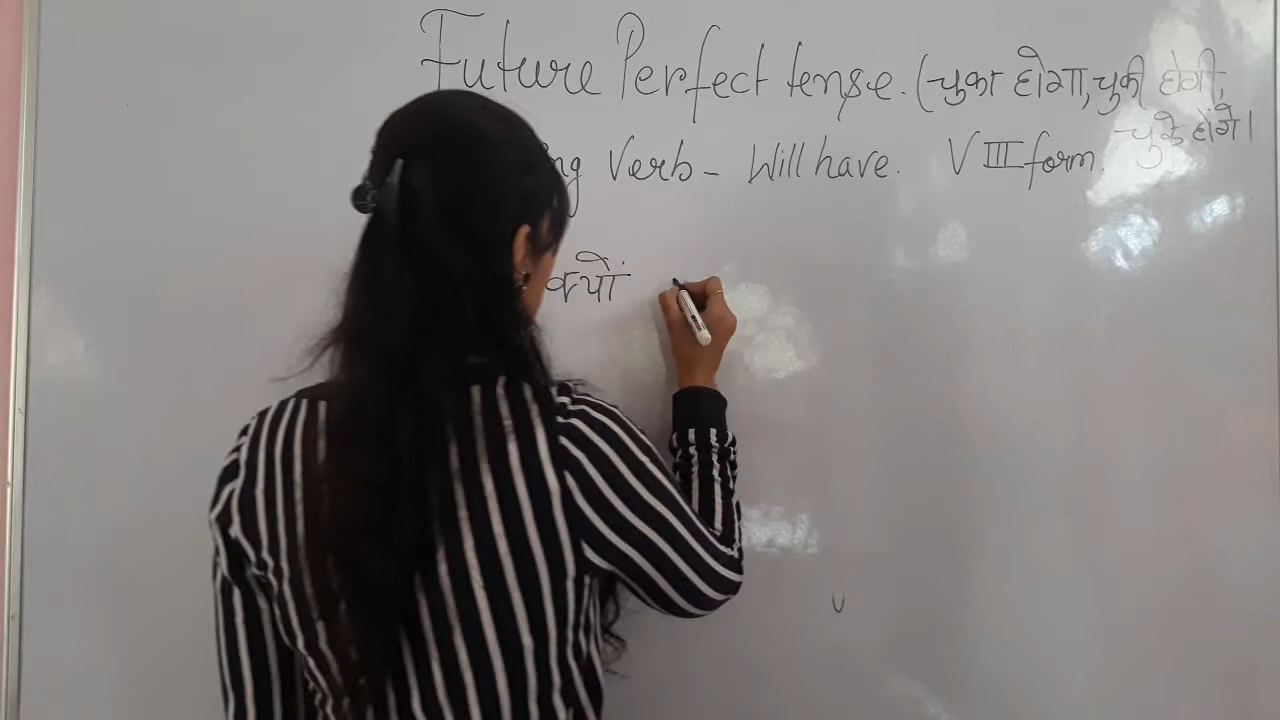 Future Perfect tense. (चुका होगा, चुकी होगी,
चुके होंगे।
Verb - Will have. V III form.
क्यों